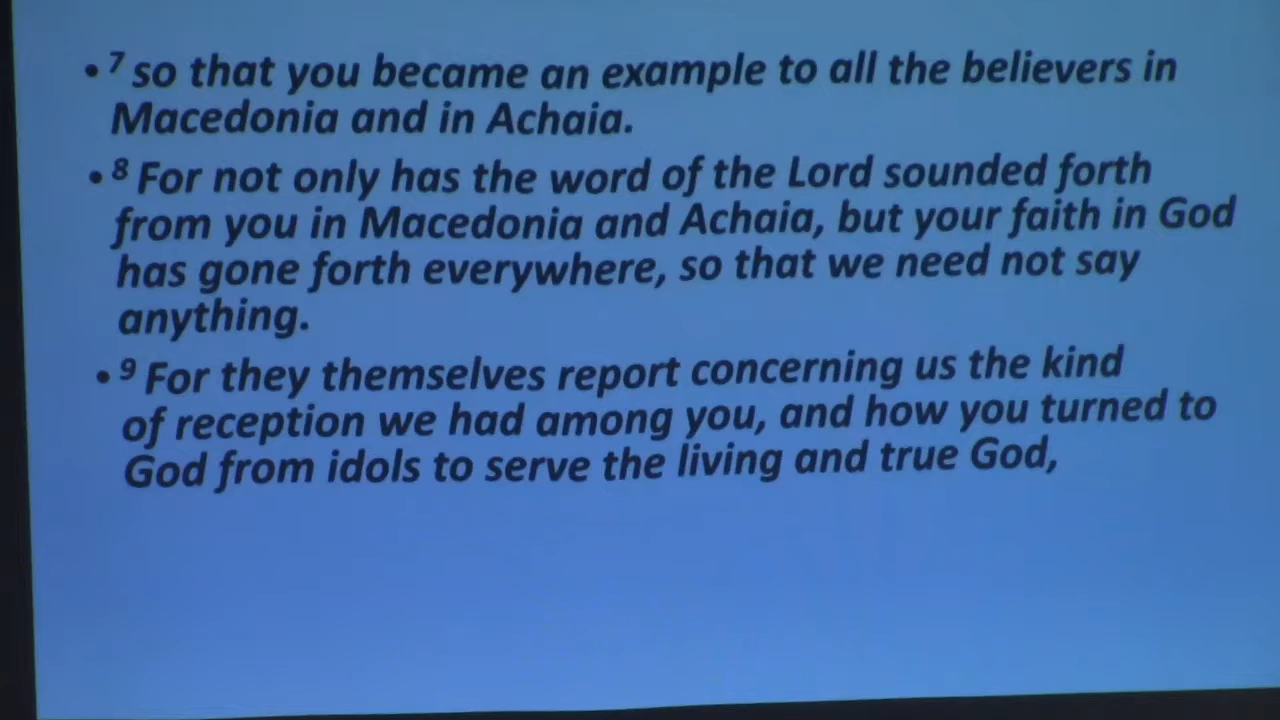 • ⁷ so that you became an example to all the believers in
Macedonia and in Achaia.
• ⁸ For not only has the word of the Lord sounded forth
from you in Macedonia and Achaia, but your faith in God
has gone forth everywhere, so that we need not say
anything.
• ⁹ For they themselves report concerning us the kind
of reception we had among you, and how you turned to
God from idols to serve the living and true God,